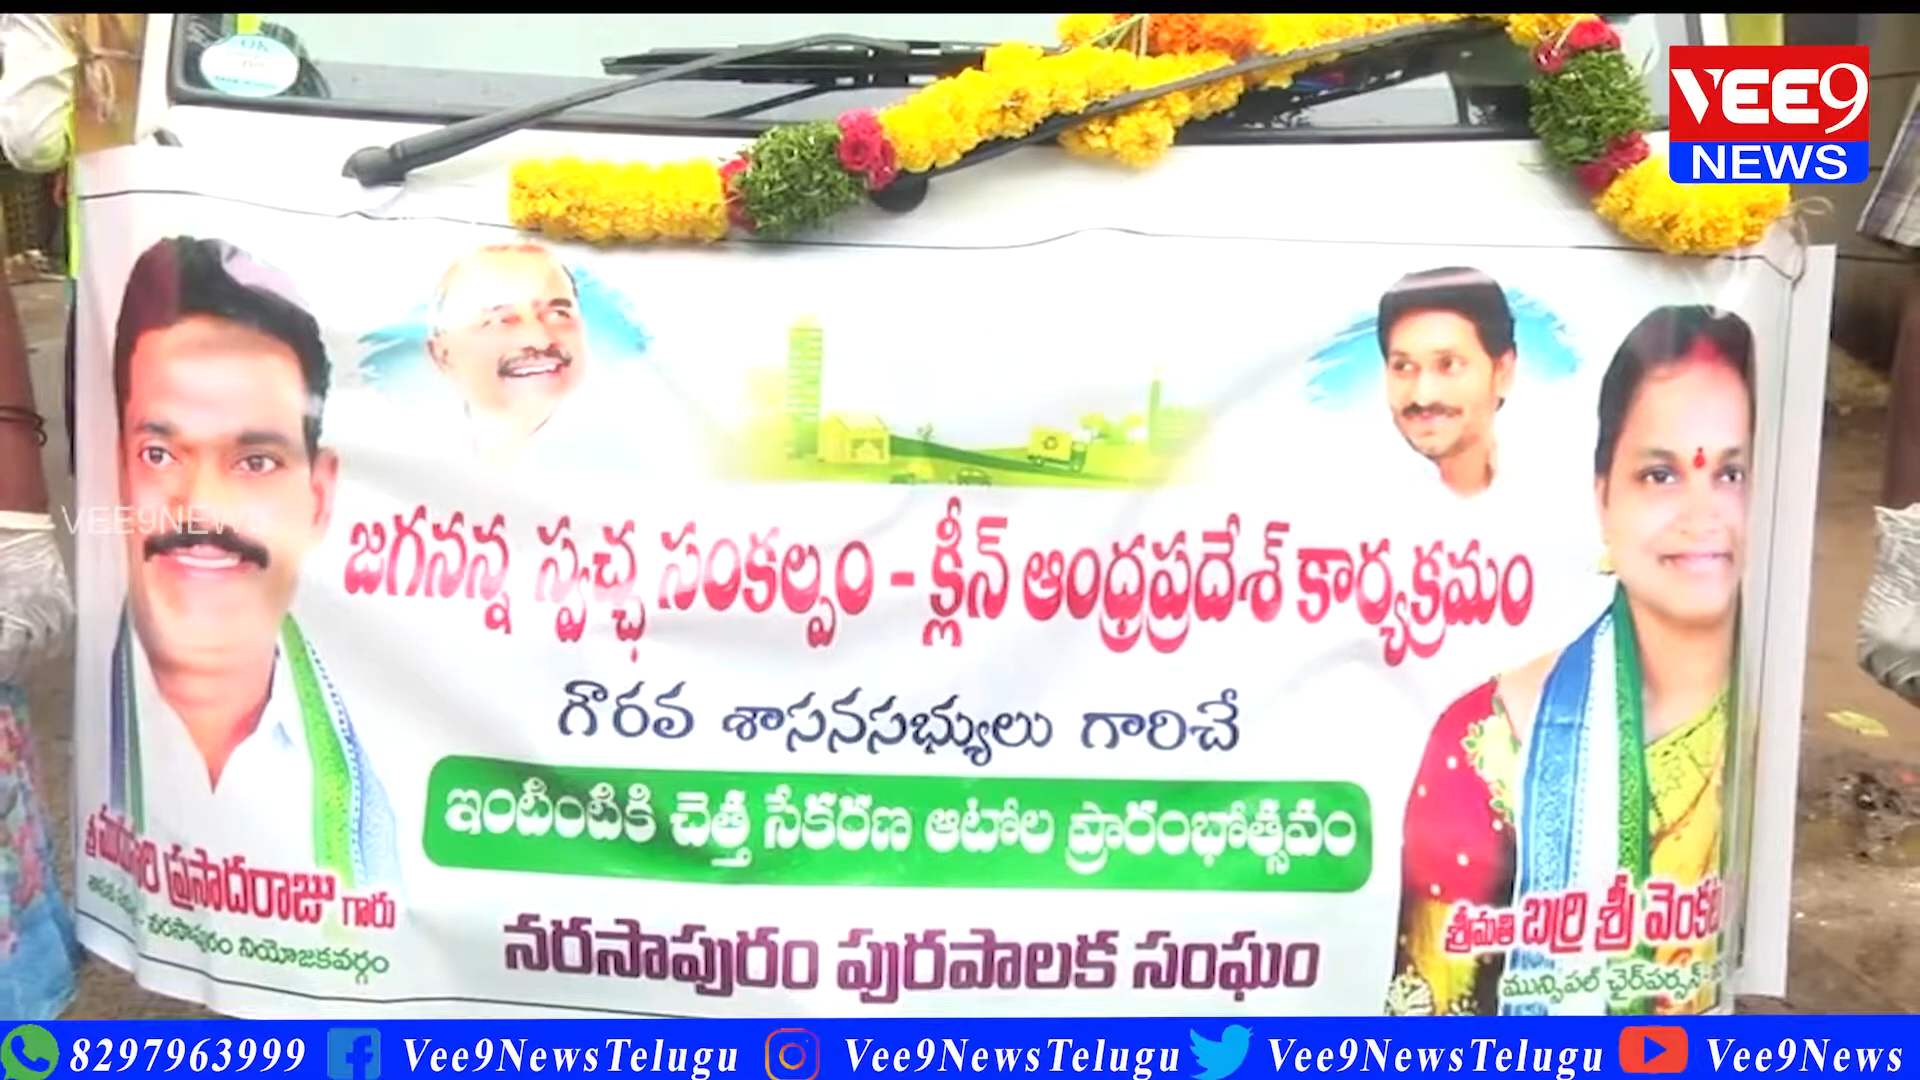 VEE9
NEWS
VEE9NEWS
జగనన్న స్వచ్ఛ సంకల్పం - క్లీన్ ఆంధ్రప్రదేశ్ కార్యక్రమం
గౌరవ శాసనసభ్యులు గారిచే
ఇంటింటికి చెత్త సేకరణ ఆటోల ప్రారంభోత్సవం
నరసాపురం పురపాలక సంఘం
శ్రీ ముదునూరి ప్రసాదరాజు గారు
నరసాపురం నియోజకవర్గం
శ్రీమతి బర్రి శ్రీ వెంకట
మున్సిపల్ ఛైర్‌పర్సన్
8297963999 Vee9NewsTelugu Vee9NewsTelugu Vee9NewsTelugu Vee9News